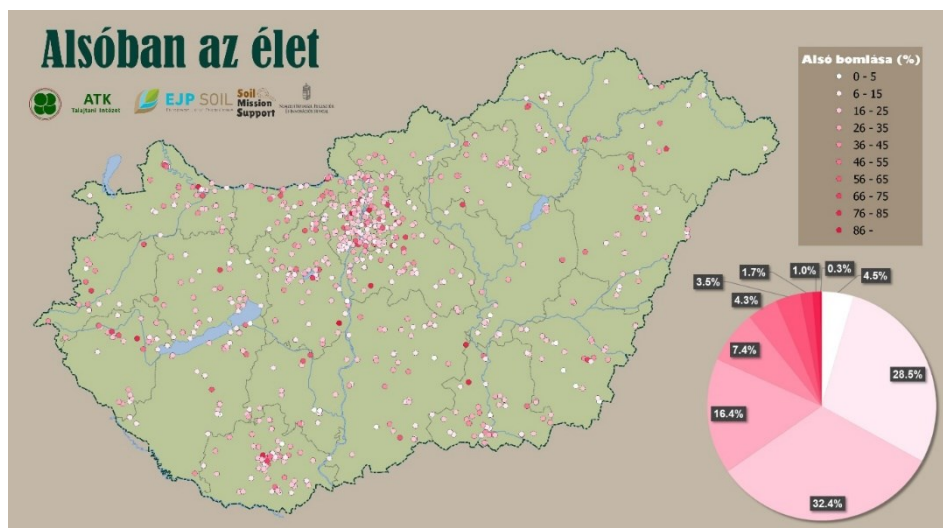 Alsóban az élet
ATK
Talajtani Intézet
EJP SOIL
Soil
Mission
Support
Alsó bomlása (%)
0 - 5
6 - 15
16 - 25
26 - 35
36 - 45
46 - 55
56 - 65
66 - 75
76 - 85
86 -
1.7%
1.0%
0.3%
3.5%
4.5%
4.3%
7.4%
28.5%
16.4%
32.4%